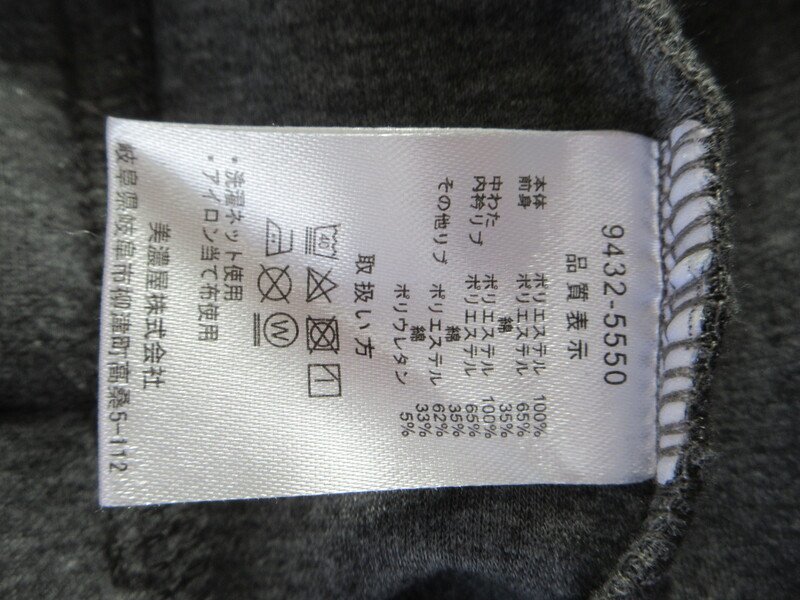 9432-5550
品質表示
本体 ポリエステル 100%
前身 ポリエステル 65%
綿 35%
中わた ポリエステル 100%
内衿リブ ポリエステル 65%
綿 35%
その他リブ ポリエステル 62%
綿 33%
ポリウレタン 5%
取扱い方
40
W
・洗濯ネット使用
・アイロン当て布使用
美濃屋株式会社
岐阜県岐阜市柳津町高桑5-112